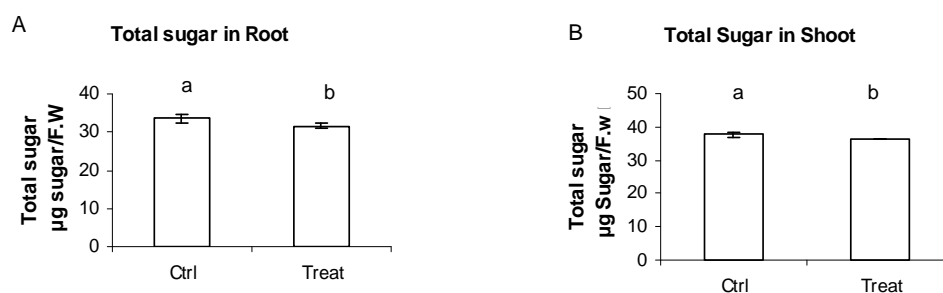 A
Total sugar in Root
a
b
Total sugar
µg sugar/F.W
40
30
20
10
0
Ctrl
Treat
B
Total Sugar in Shoot
a
b
Total sugar
µg Sugar/F.w
50
40
30
20
10
0
Ctrl
Treat